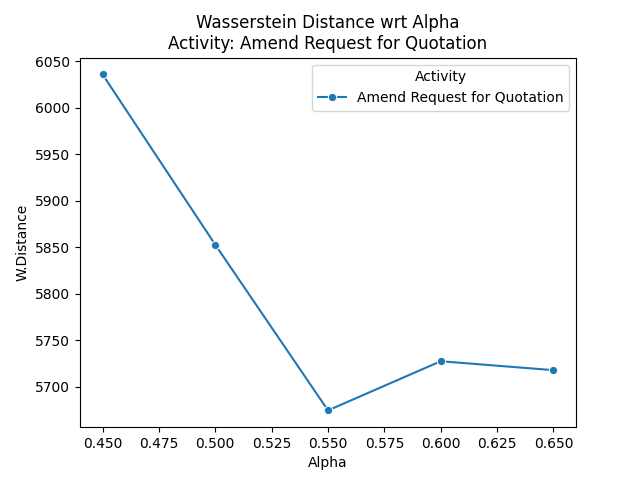 Wasserstein Distance wrt Alpha
Activity: Amend Request for Quotation
Activity
Amend Request for Quotation
W.Distance
6050
6000
5950
5900
5850
5800
5750
5700
0.450 0.475 0.500 0.525 0.550 0.575 0.600 0.625 0.650
Alpha